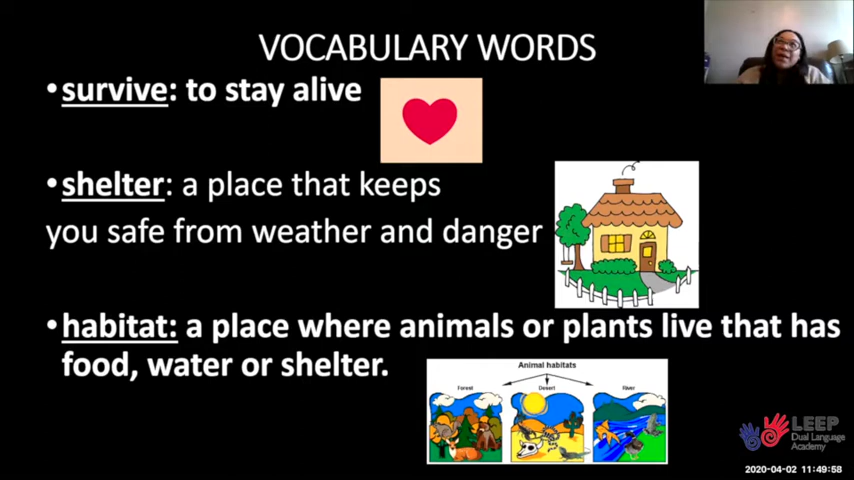 VOCABULARY WORDS
•survive: to stay alive
•shelter: a place that keeps
you safe from weather and danger
•habitat: a place where animals or plants live that has
food, water or shelter.
Animal habitats
Forest Desert River
LEEP
Dual Language
Academy
2020-04-02 11:49:58